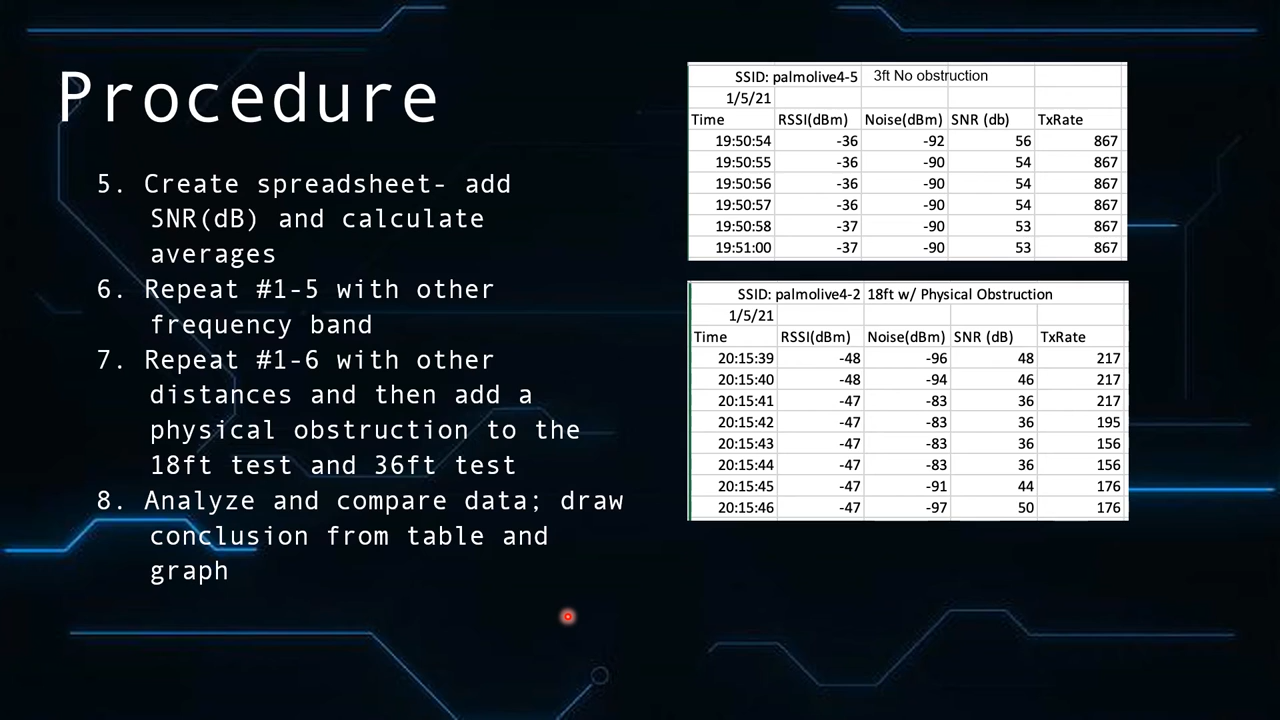 Procedure
5. Create spreadsheet- add
SNR(dB) and calculate
averages
6. Repeat #1-5 with other
frequency band
7. Repeat #1-6 with other
distances and then add a
physical obstruction to the
18ft test and 36ft test
8. Analyze and compare data; draw
conclusion from table and
graph
SSID: palmolive4-5 3ft No obstruction
1/5/21
Time RSSI(dBm) Noise(dBm) SNR (db) TxRate
19:50:54 -36 -92 56 867
19:50:55 -36 -90 54 867
19:50:56 -36 -90 54 867
19:50:57 -36 -90 54 867
19:50:58 -37 -90 53 867
19:51:00 -37 -90 53 867
SSID: palmolive4-2 18ft w/ Physical Obstruction
1/5/21
Time RSSI(dBm) Noise(dBm) SNR (dB) TxRate
20:15:39 -48 -96 48 217
20:15:40 -48 -94 46 217
20:15:41 -47 -83 36 217
20:15:42 -47 -83 36 195
20:15:43 -47 -83 36 156
20:15:44 -47 -83 36 156
20:15:45 -47 -91 44 176
20:15:46 -47 -97 50 176